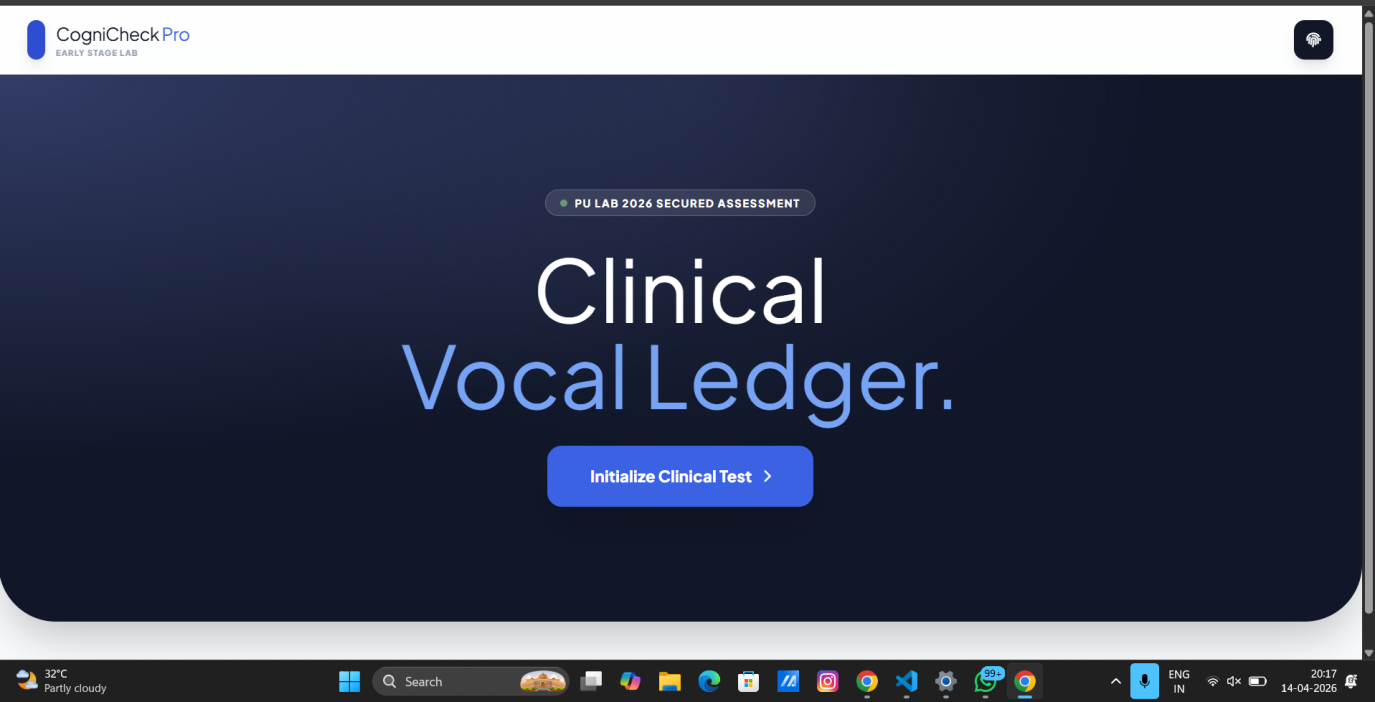 CogniCheck Pro
EARLY STAGE LAB
PU LAB 2026 SECURED ASSESSMENT
Clinical
Vocal Ledger.
Initialize Clinical Test
32°C
Partly cloudy
Search
99+
ENG
IN
20:17
14-04-2026